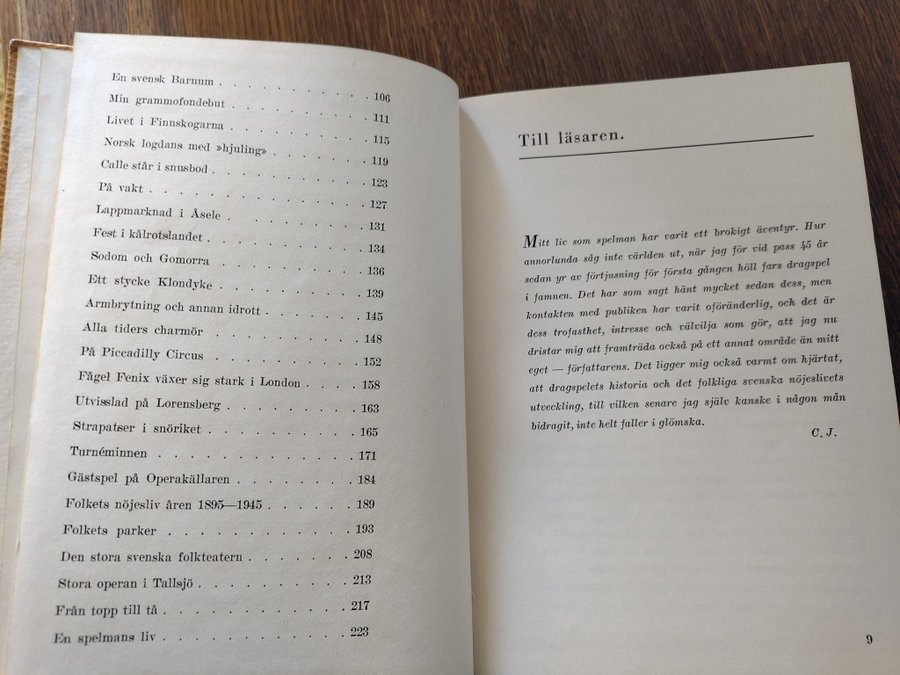 En svensk Barnum . . . . . . . . . . 106
Min grammofondebut . . . . . . . . . 111
Livet i Finnskogarna . . . . . . . . . 115
Norsk logdans med »hjuling» . . . . . . 119
Calle står i snusbod . . . . . . . . . . 123
På vakt . . . . . . . . . . . . . . 127
Lappmarknad i Åsele . . . . . . . . . 131
Fest i kålrotslandet . . . . . . . . . . 134
Sodom och Gomorra . . . . . . . . . 136
Ett stycke Klondyke . . . . . . . . . . 139
Armbrytning och annan idrott . . . . . . 145
Alla tiders charmör . . . . . . . . . . 148
På Piccadilly Circus . . . . . . . . . . 152
Fågel Fenix växer sig stark i London . . . . 158
Utvisslad på Lorensberg . . . . . . . . . 163
Strapatser i snöriket . . . . . . . . . . 165
Turnéminnen . . . . . . . . . . . . 171
Gästspel på Operakällaren . . . . . . . . 184
Folkets nöjesliv åren 1895—1945 . . . . . . 189
Folkets parker . . . . . . . . . . . . 193
Den stora svenska folkteatern . . . . . . . 208
Stora operan i Tallsjö . . . . . . . . . . 213
Från topp till tå . . . . . . . . . . . . 217
En spelmans liv . . . . . . . . . . . . 223
Till läsaren.
Mitt liv som spelman har varit ett brokigt äventyr. Hur
annorlunda såg inte världen ut, när jag för vid pass 45 år
sedan yr av förtjusning för första gången höll fars dragspel
i famnen. Det har som sagt hänt mycket sedan dess, men
kontakten med publiken har varit oföränderlig, och det är
dess trofasthet, intresse och välvilja som gör, att jag nu
dristar mig att framträda också på ett annat område än mitt
eget — författarens. Det ligger mig också varmt om hjärtat,
att dragspelets historia och det folkliga svenska nöjeslivets
utveckling, till vilken senare jag själv kanske i någon mån
bidragit, inte helt faller i glömska.
C. J.
9